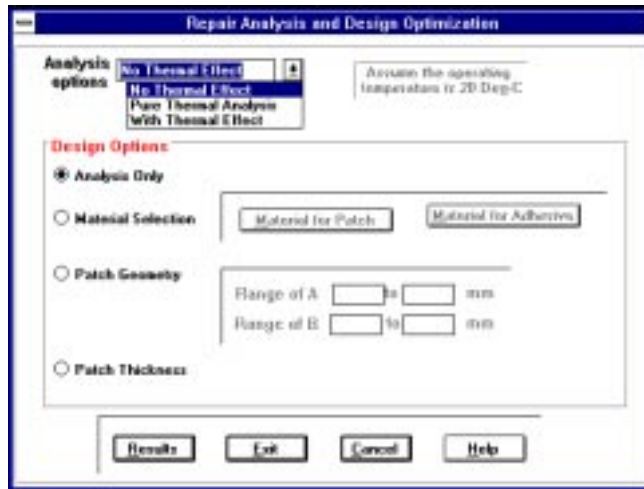 Repair Analysis and Design Optimization
Analysis options
No Thermal Effect
No Thermal Effect
Pure Thermal Analysis
With Thermal Effect
Assume the operating
temperature is 20 Deg-C
Design Options
Analysis Only
Material Selection
Material for Patch
Material for Adhesive
Patch Geometry
Range of A to mm
Range of B to mm
Patch Thickness
Results Exit Cancel Help